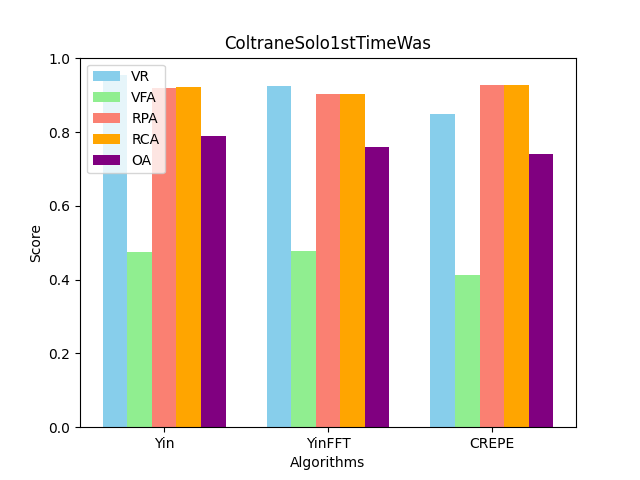 ColtraneSolo1stTimeWas
1.0
0.8
0.6
0.4
0.2
0.0
Score
VR
VFA
RPA
RCA
OA
Yin YinFFT CREPE
Algorithms